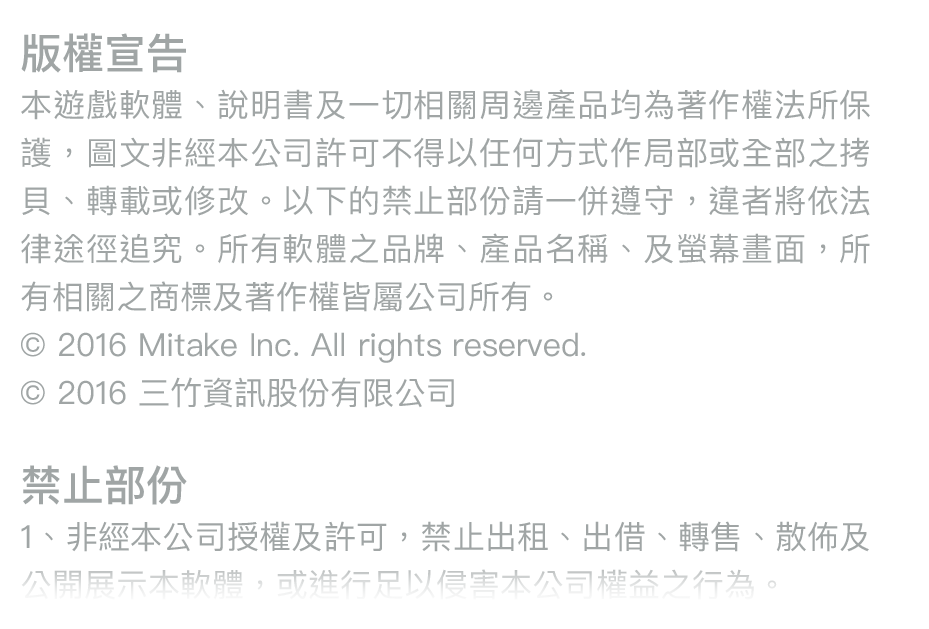 版權宣告
本遊戲軟體、說明書及一切相關周邊產品均為著作權法所保
護，圖文非經本公司許可不得以任何方式作局部或全部之拷
貝、轉載或修改。以下的禁止部份請一併遵守，違者將依法
律途徑追究。所有軟體之品牌、產品名稱、及螢幕畫面，所
有相關之商標及著作權皆屬公司所有。
© 2016 Mitake Inc. All rights reserved.
© 2016 三竹資訊股份有限公司
禁止部份
1、非經本公司授權及許可，禁止出租、出借、轉售、散佈及
公開展示本軟體，或進行足以侵害本公司權益之行為。